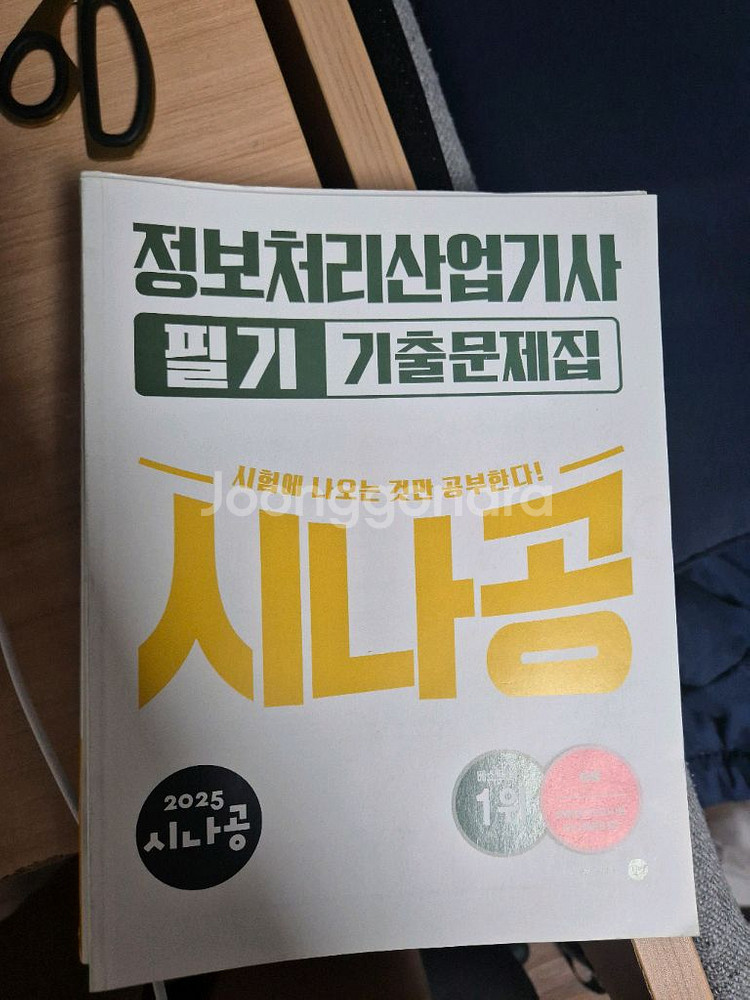 정보처리산업기사
필기 기출문제집
시험에 나오는 것만 공부한다!
Joonggonara
시나공
2025
시나공
1위